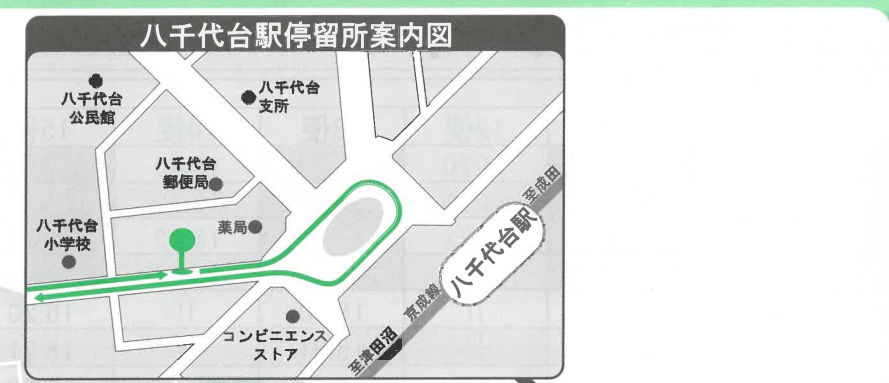 八千代台駅停留所案内図
八千代台
公民館
八千代台
支所
八千代台
郵便局
八千代台
小学校
薬局
コンビニエンス
ストア
八千代台駅
至成田
京成線
至津田沼